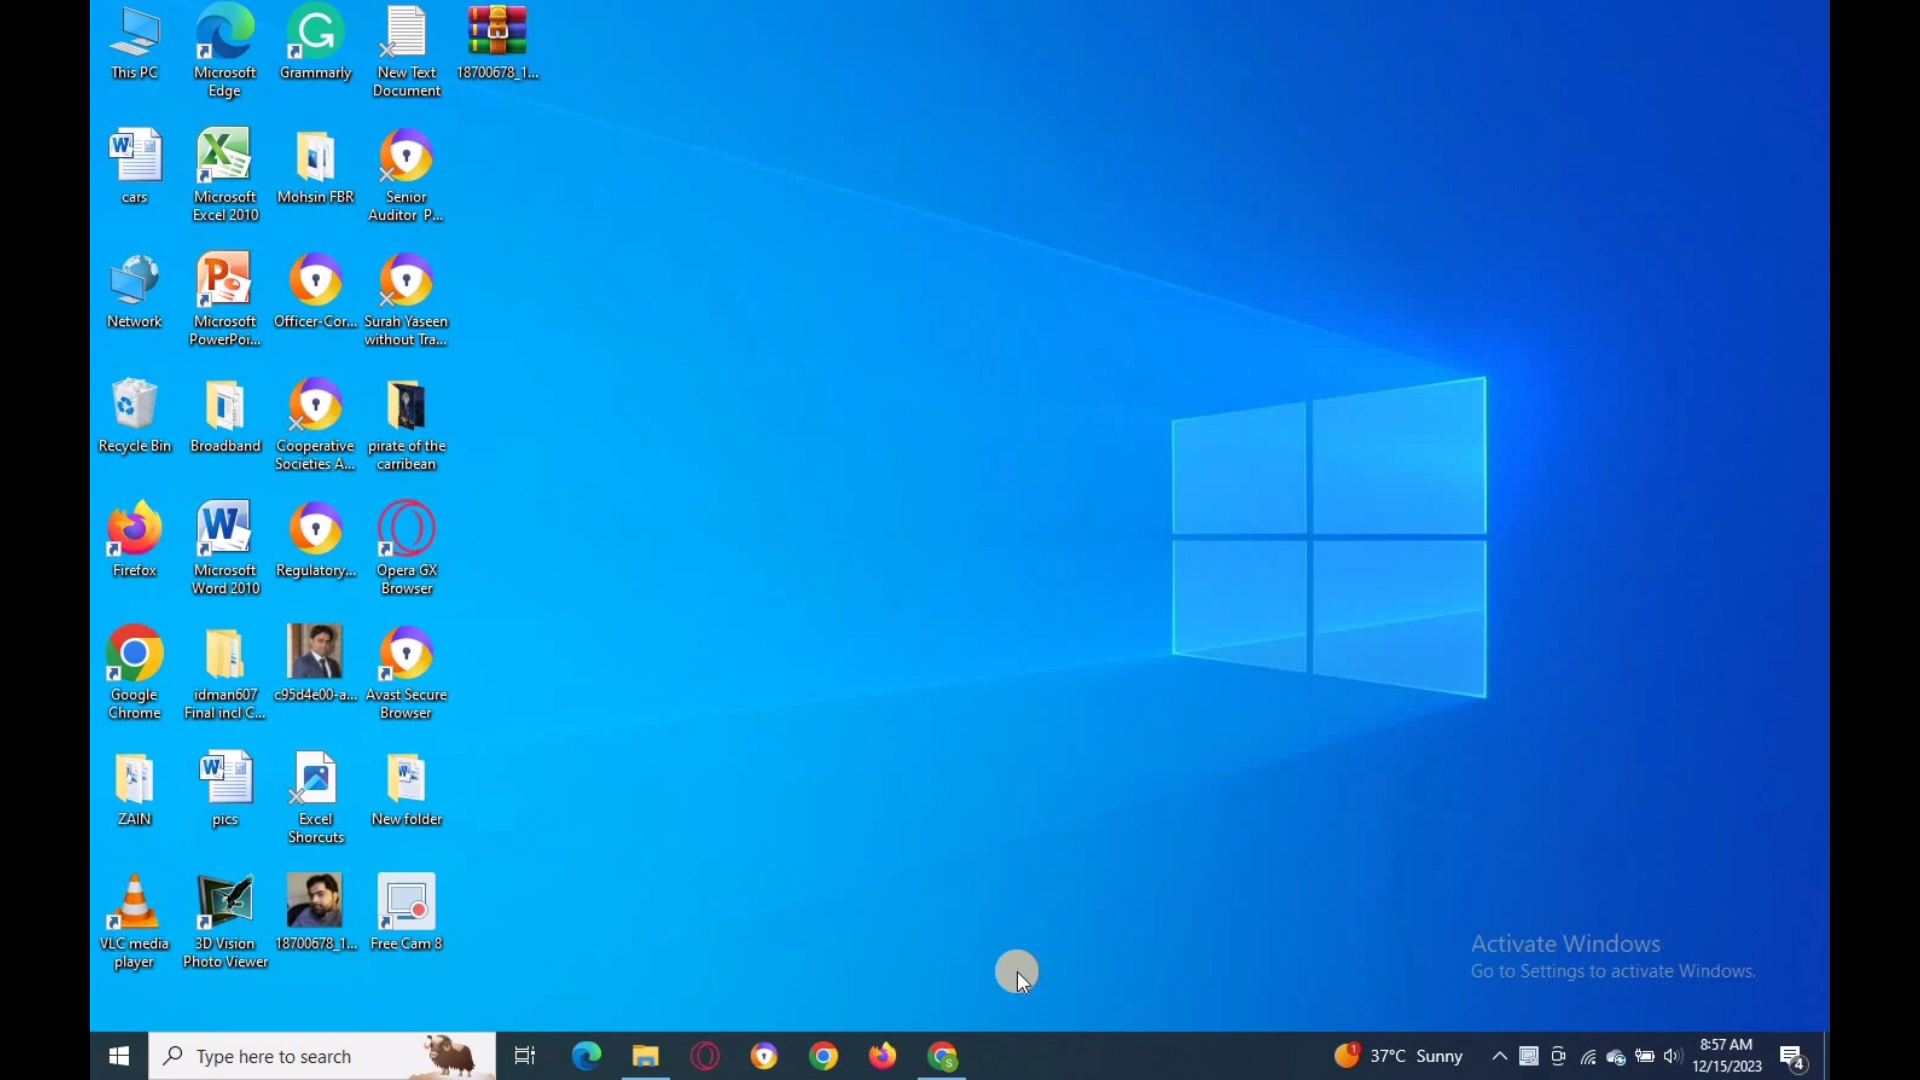 This PC
Microsoft
Edge
Grammarly
New Text
Document
18700678_1...
cars
Microsoft
Excel 2010
Mohsin FBR
Senior
Auditor P...
Network
Microsoft
PowerPoi...
Officer-Cor...
Surah Yaseen
without Tra...
Recycle Bin
Broadband
Cooperative
Societies A...
pirate of the
carribean
Firefox
Microsoft
Word 2010
Regulatory...
Opera GX
Browser
Google
Chrome
idman607
Final incl C...
c95d4e00-a...
Avast Secure
Browser
ZAIN
pics
Excel
Shorcuts
New folder
VLC media
player
3D Vision
Photo Viewer
18700678_1...
Free Cam 8
Activate Windows
Go to Settings to activate Windows.
Type here to search
1
37°C Sunny
8:57 AM
12/15/2023
4